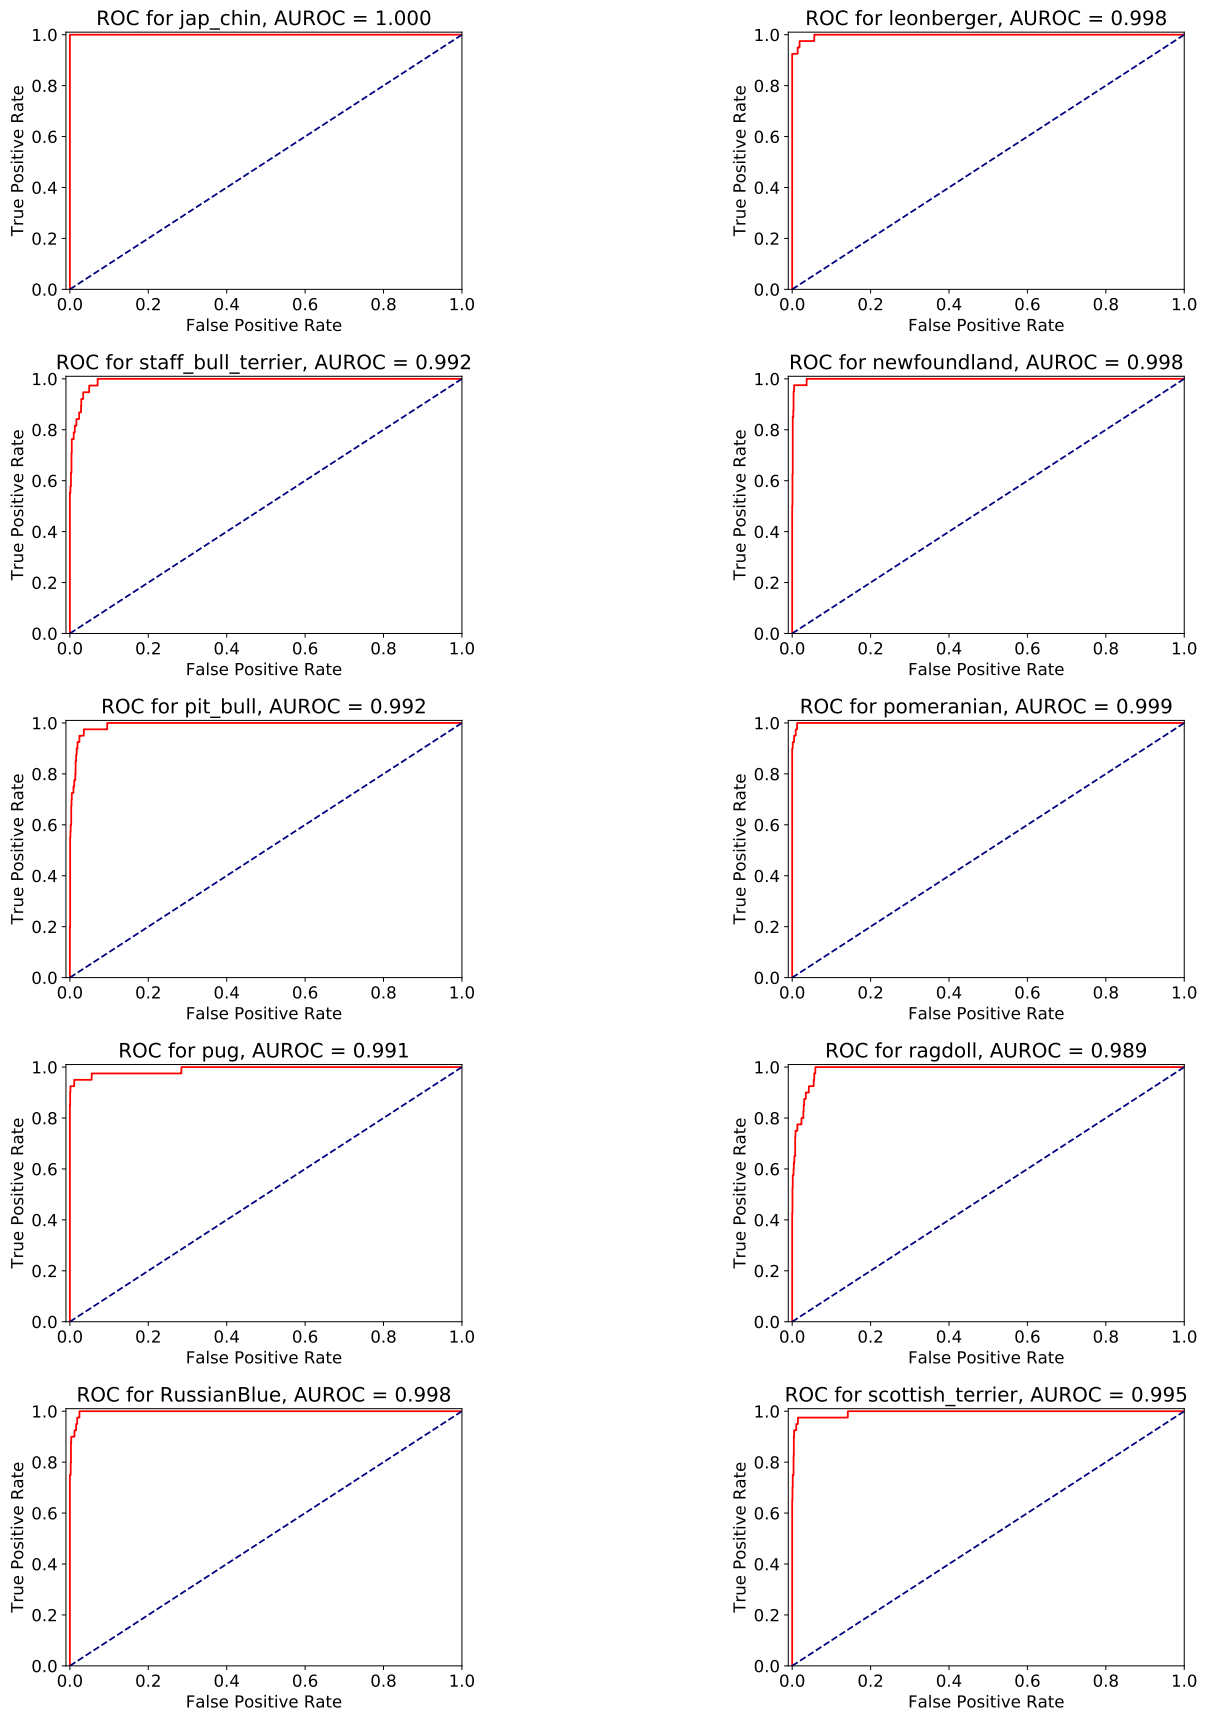 ROC for jap_chin, AUROC = 1.000
1.0
0.8
0.6
0.4
0.2
0.0
True Positive Rate
0.0 0.2 0.4 0.6 0.8 1.0
False Positive Rate
ROC for leonberger, AUROC = 0.998
1.0
0.8
0.6
0.4
0.2
0.0
True Positive Rate
0.0 0.2 0.4 0.6 0.8 1.0
False Positive Rate
ROC for staff_bull_terrier, AUROC = 0.992
1.0
0.8
0.6
0.4
0.2
0.0
True Positive Rate
0.0 0.2 0.4 0.6 0.8 1.0
False Positive Rate
ROC for newfoundland, AUROC = 0.998
1.0
0.8
0.6
0.4
0.2
0.0
True Positive Rate
0.0 0.2 0.4 0.6 0.8 1.0
False Positive Rate
ROC for pit_bull, AUROC = 0.992
1.0
0.8
0.6
0.4
0.2
0.0
True Positive Rate
0.0 0.2 0.4 0.6 0.8 1.0
False Positive Rate
ROC for pomeranian, AUROC = 0.999
1.0
0.8
0.6
0.4
0.2
0.0
True Positive Rate
0.0 0.2 0.4 0.6 0.8 1.0
False Positive Rate
ROC for pug, AUROC = 0.991
1.0
0.8
0.6
0.4
0.2
0.0
True Positive Rate
0.0 0.2 0.4 0.6 0.8 1.0
False Positive Rate
ROC for ragdoll, AUROC = 0.989
1.0
0.8
0.6
0.4
0.2
0.0
True Positive Rate
0.0 0.2 0.4 0.6 0.8 1.0
False Positive Rate
ROC for RussianBlue, AUROC = 0.998
1.0
0.8
0.6
0.4
0.2
0.0
True Positive Rate
0.0 0.2 0.4 0.6 0.8 1.0
False Positive Rate
ROC for scottish_terrier, AUROC = 0.995
1.0
0.8
0.6
0.4
0.2
0.0
True Positive Rate
0.0 0.2 0.4 0.6 0.8 1.0
False Positive Rate